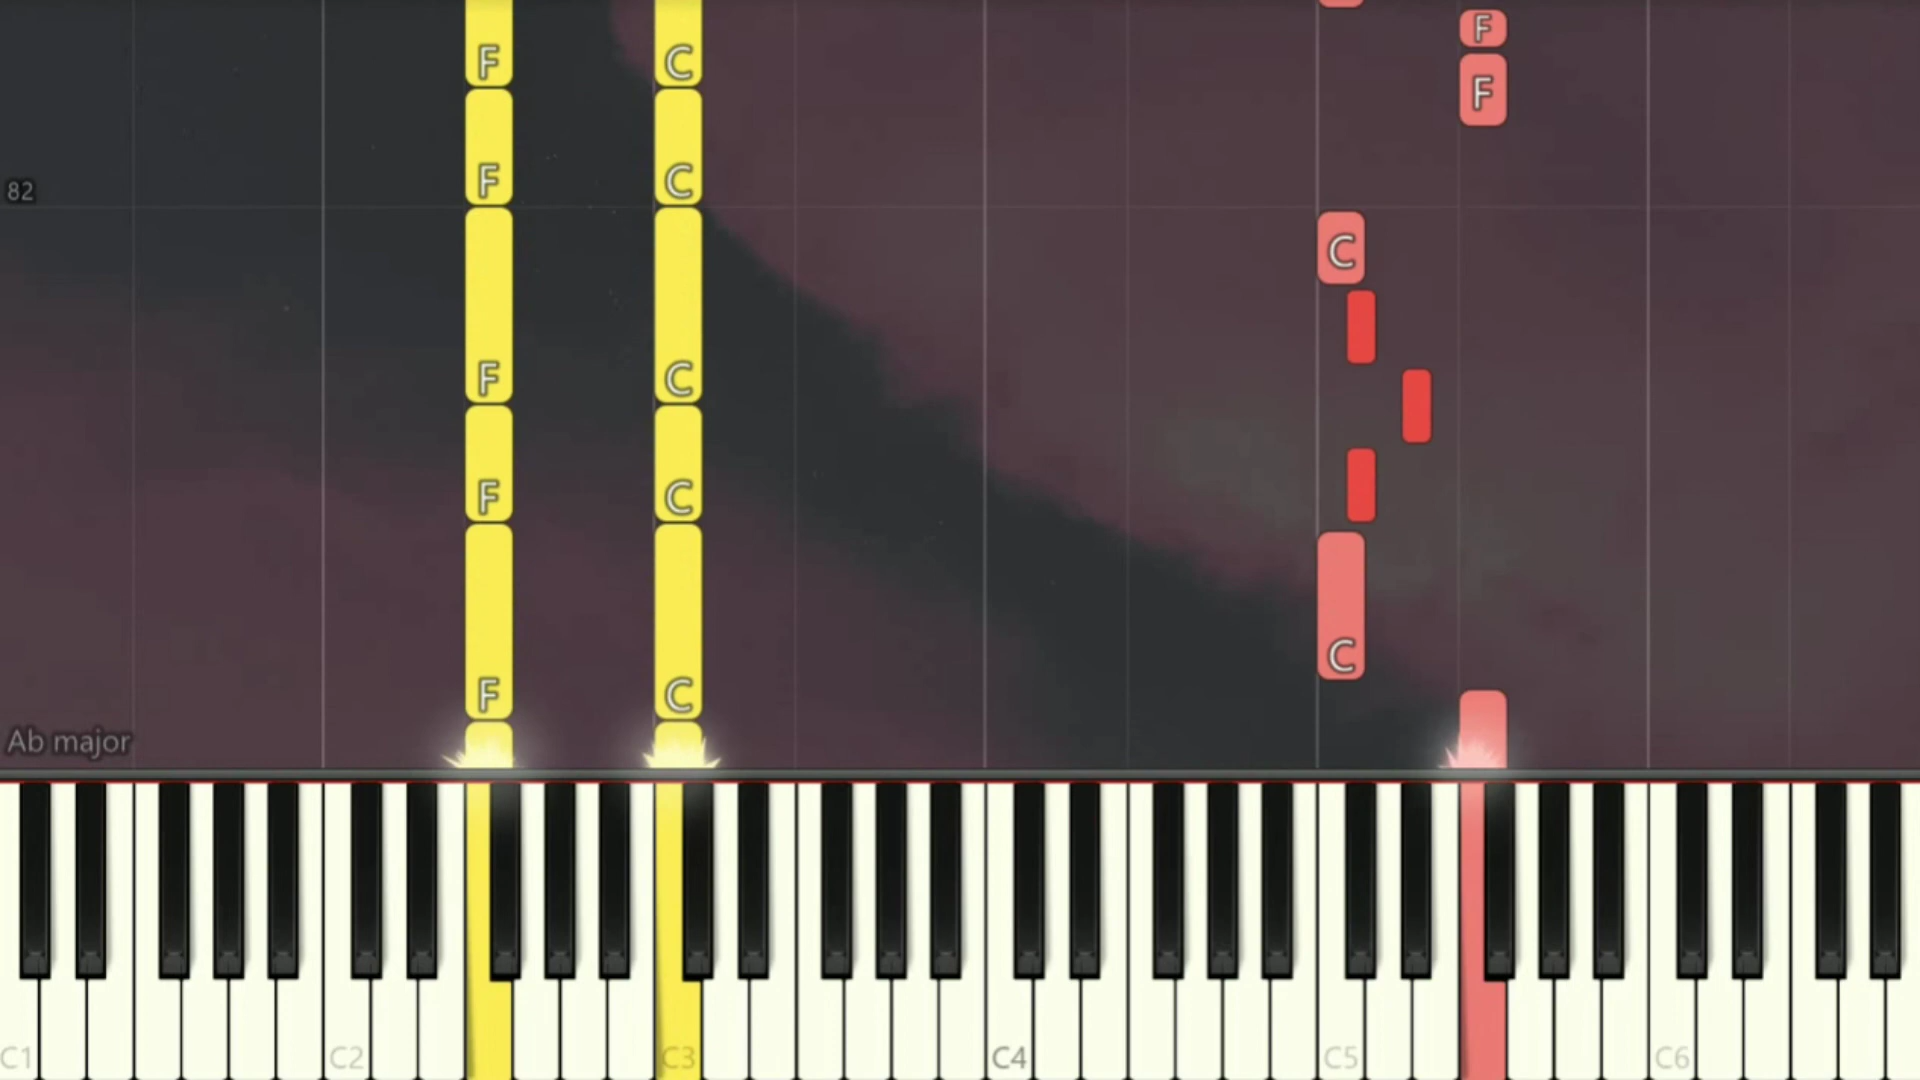 F C F
F
82 F C
C
F C
F C
C
F C
Ab major
C1 C2 C3 C4 C5 C6